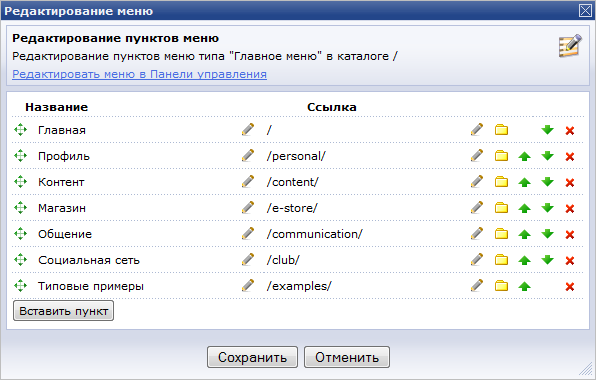 Редактирование меню
Редактирование пунктов меню
Редактирование пунктов меню типа "Главное меню" в каталоге /
Редактировать меню в Панели управления
Название Ссылка
Главная /
Профиль /personal/
Контент /content/
Магазин /e-store/
Общение /communication/
Социальная сеть /club/
Типовые примеры /examples/
Вставить пункт
Сохранить Отменить